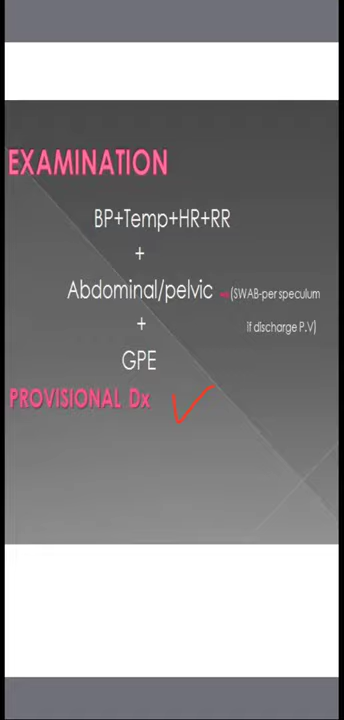 EXAMINATION
BP+Temp+HR+RR
+
Abdominal/pelvic →(SWAB-per speculum
+ if discharge P.V)
GPE
PROVISIONAL Dx